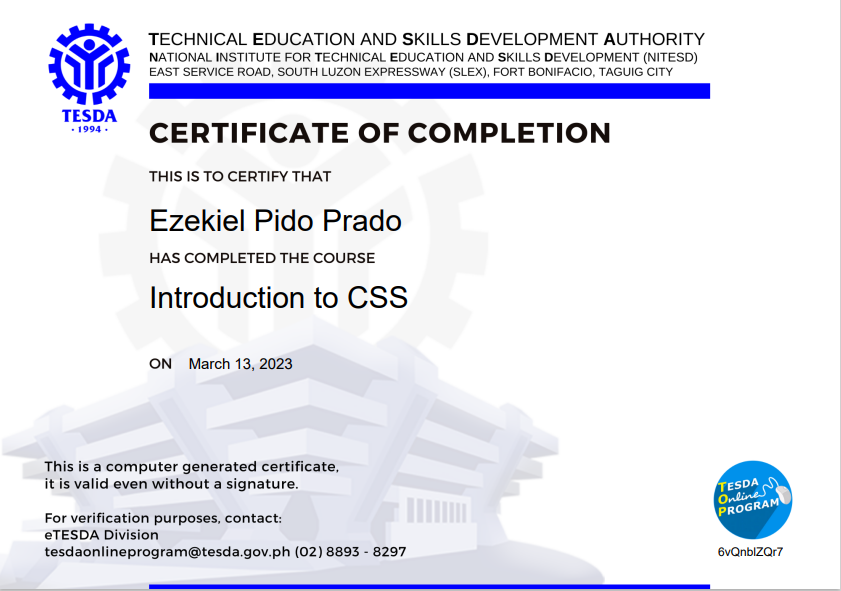 TECHNICAL EDUCATION AND SKILLS DEVELOPMENT AUTHORITY
NATIONAL INSTITUTE FOR TECHNICAL EDUCATION AND SKILLS DEVELOPMENT (NITESD)
EAST SERVICE ROAD, SOUTH LUZON EXPRESSWAY (SLEX), FORT BONIFACIO, TAGUIG CITY
TESDA
· 1994 ·
CERTIFICATE OF COMPLETION
THIS IS TO CERTIFY THAT
Ezekiel Pido Prado
HAS COMPLETED THE COURSE
Introduction to CSS
ON March 13, 2023
This is a computer generated certificate,
it is valid even without a signature.
For verification purposes, contact:
eTESDA Division
tesdaonlineprogram@tesda.gov.ph (02) 8893 - 8297
TESDA
Online
PROGRAM
6vQnblZQr7